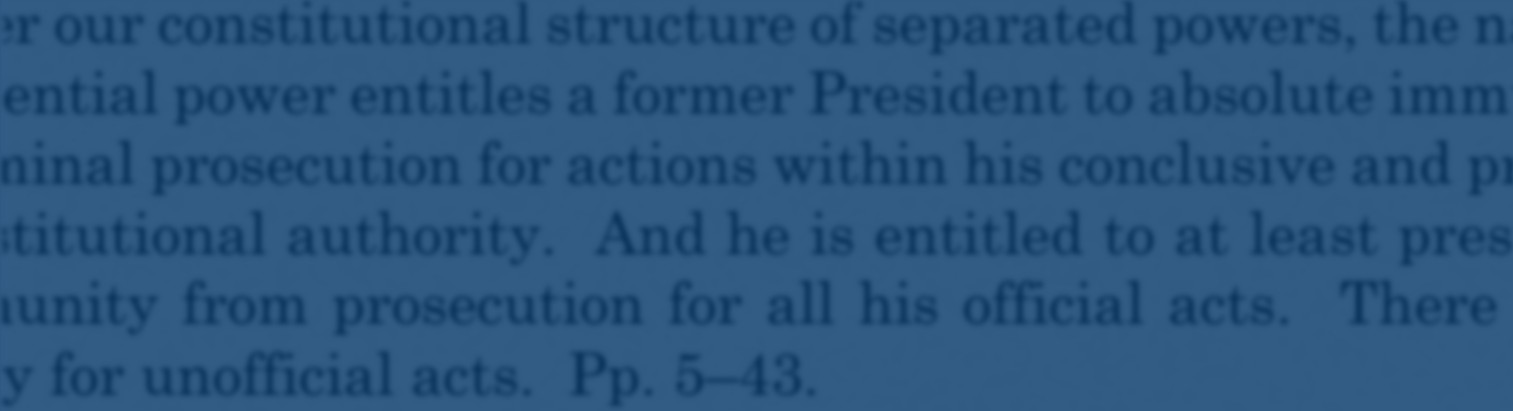 er our constitutional structure of separated powers, the n
ential power entitles a former President to absolute imm
ninal prosecution for actions within his conclusive and pr
stitutional authority. And he is entitled to at least pres
unity from prosecution for all his official acts. There
y for unofficial acts. Pp. 5–43.